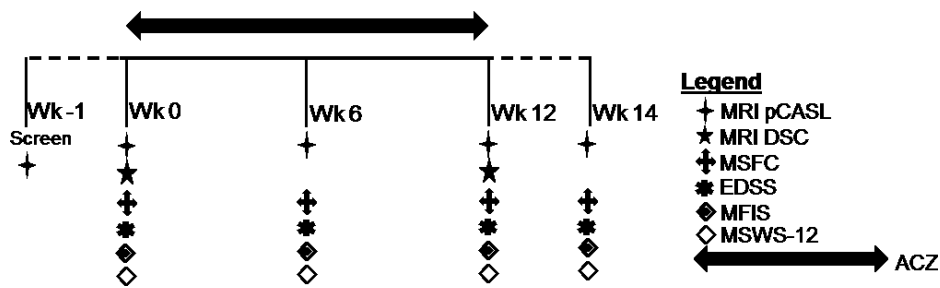 Wk -1 Wk 0 Wk 6 Wk 12 Wk 14
Screen
Legend
MRI pCASL
MRI DSC
MSFC
EDSS
MFIS
MSWS-12
ACZ